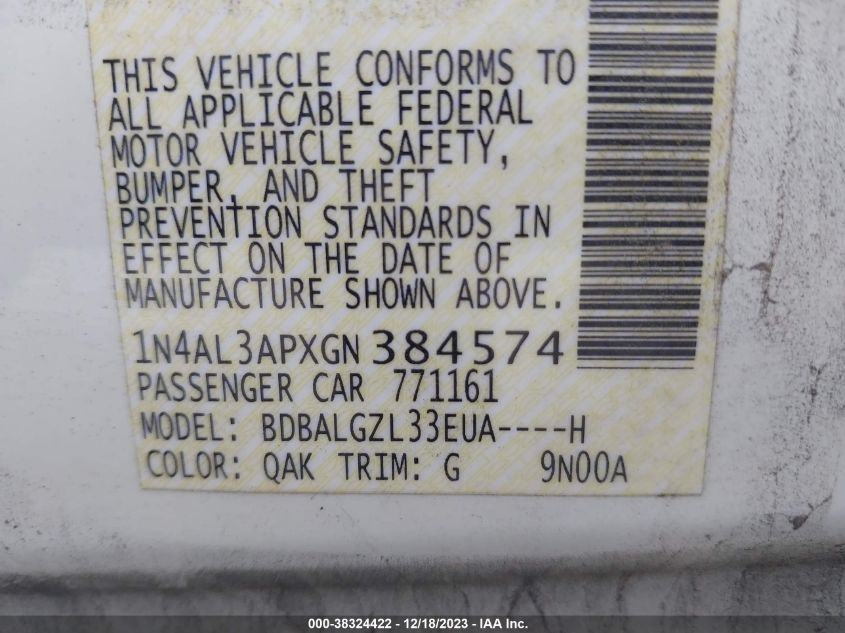 THIS VEHICLE CONFORMS TO
ALL APPLICABLE FEDERAL
MOTOR VEHICLE SAFETY,
BUMPER, AND THEFT
PREVENTION STANDARDS IN
EFFECT ON THE DATE OF
MANUFACTURE SHOWN ABOVE.
1N4AL3APXGN384574
PASSENGER CAR 771161
MODEL: BDBALGZL33EUA----H
COLOR: QAK TRIM: G 9N00A
000-38324422 - 12/18/2023 - IAA Inc.